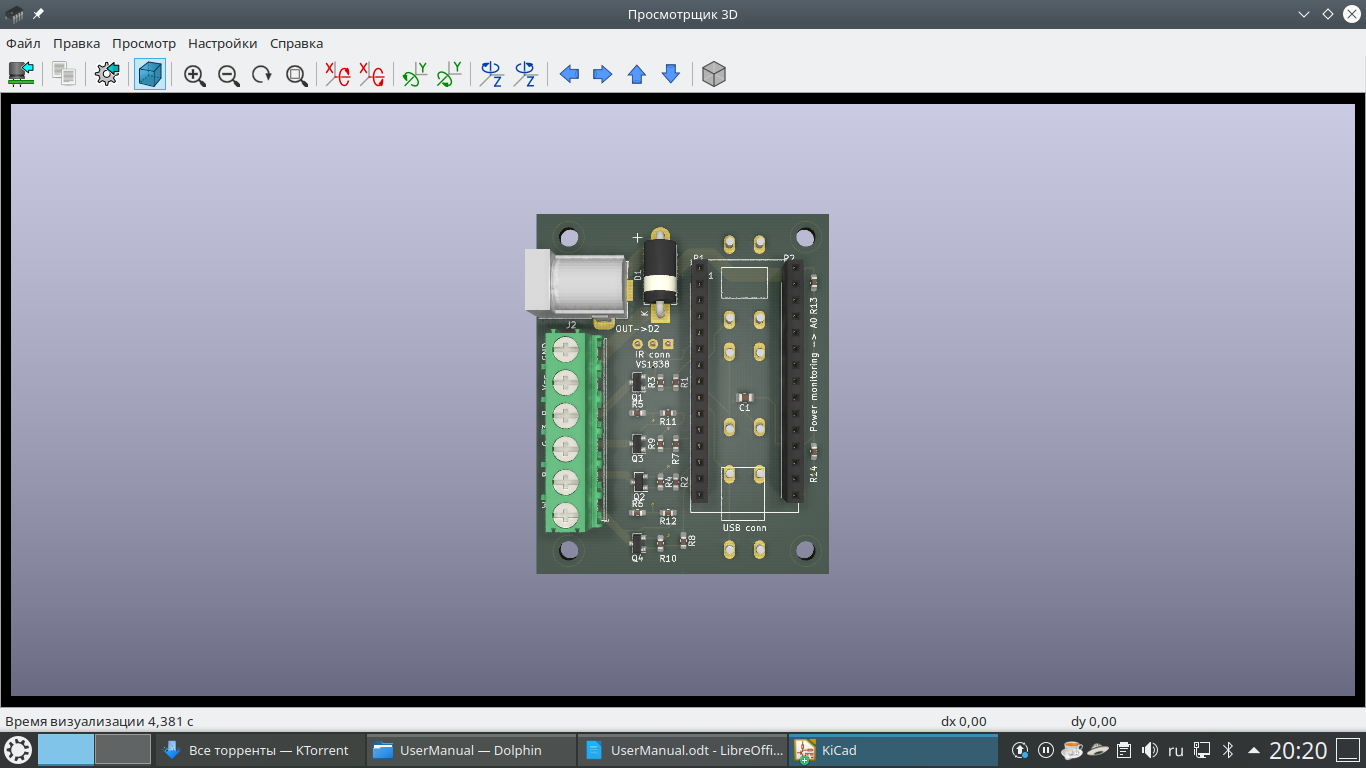 Просмотрщик 3D
Файл Правка Просмотр Настройки Справка
X X Y Y Z Z
+
D1
K
J2
OUT->D2
IR conn
VS1838
P1
P2
1
R13
Power monitoring --> A0
R14
GND
Q1
R3
R1
R5
R11
Q3
R9
R7
C1
Q2
R4
R2
R6
R12
Q4
R10
R8
USB conn
Время визуализации 4,381 с
dx 0,00
dy 0,00
Все торренты — KTorrent
UserManual — Dolphin
UserManual.odt - LibreOffi...
KiCad
ru
20:20